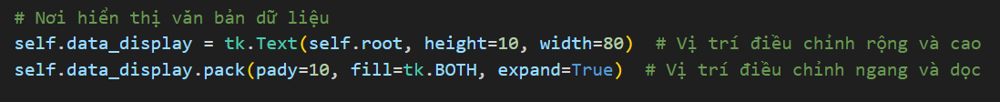 # Nơi hiển thị văn bản dữ liệu
self.data_display = tk.Text(self.root, height=10, width=80)  # Vị trí điều chỉnh rộng và cao
self.data_display.pack(pady=10, fill=tk.BOTH, expand=True)  # Vị trí điều chỉnh ngang và dọc